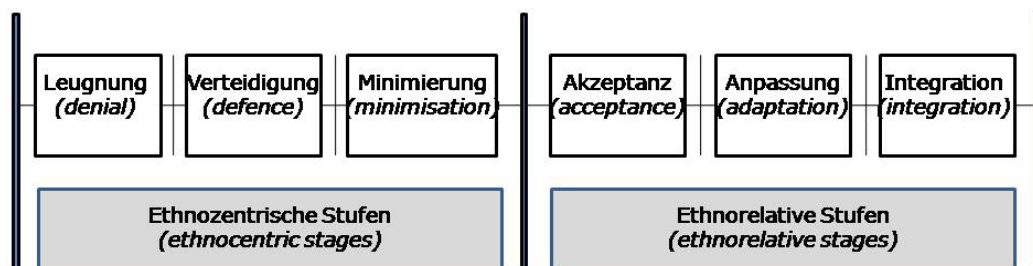 Leugnung
(denial)
Verteidigung
(defence)
Minimierung
(minimisation)
Akzeptanz
(acceptance)
Anpassung
(adaptation)
Integration
(integration)
Ethnozentrische Stufen
(ethnocentric stages)
Ethnorelative Stufen
(ethnorelative stages)